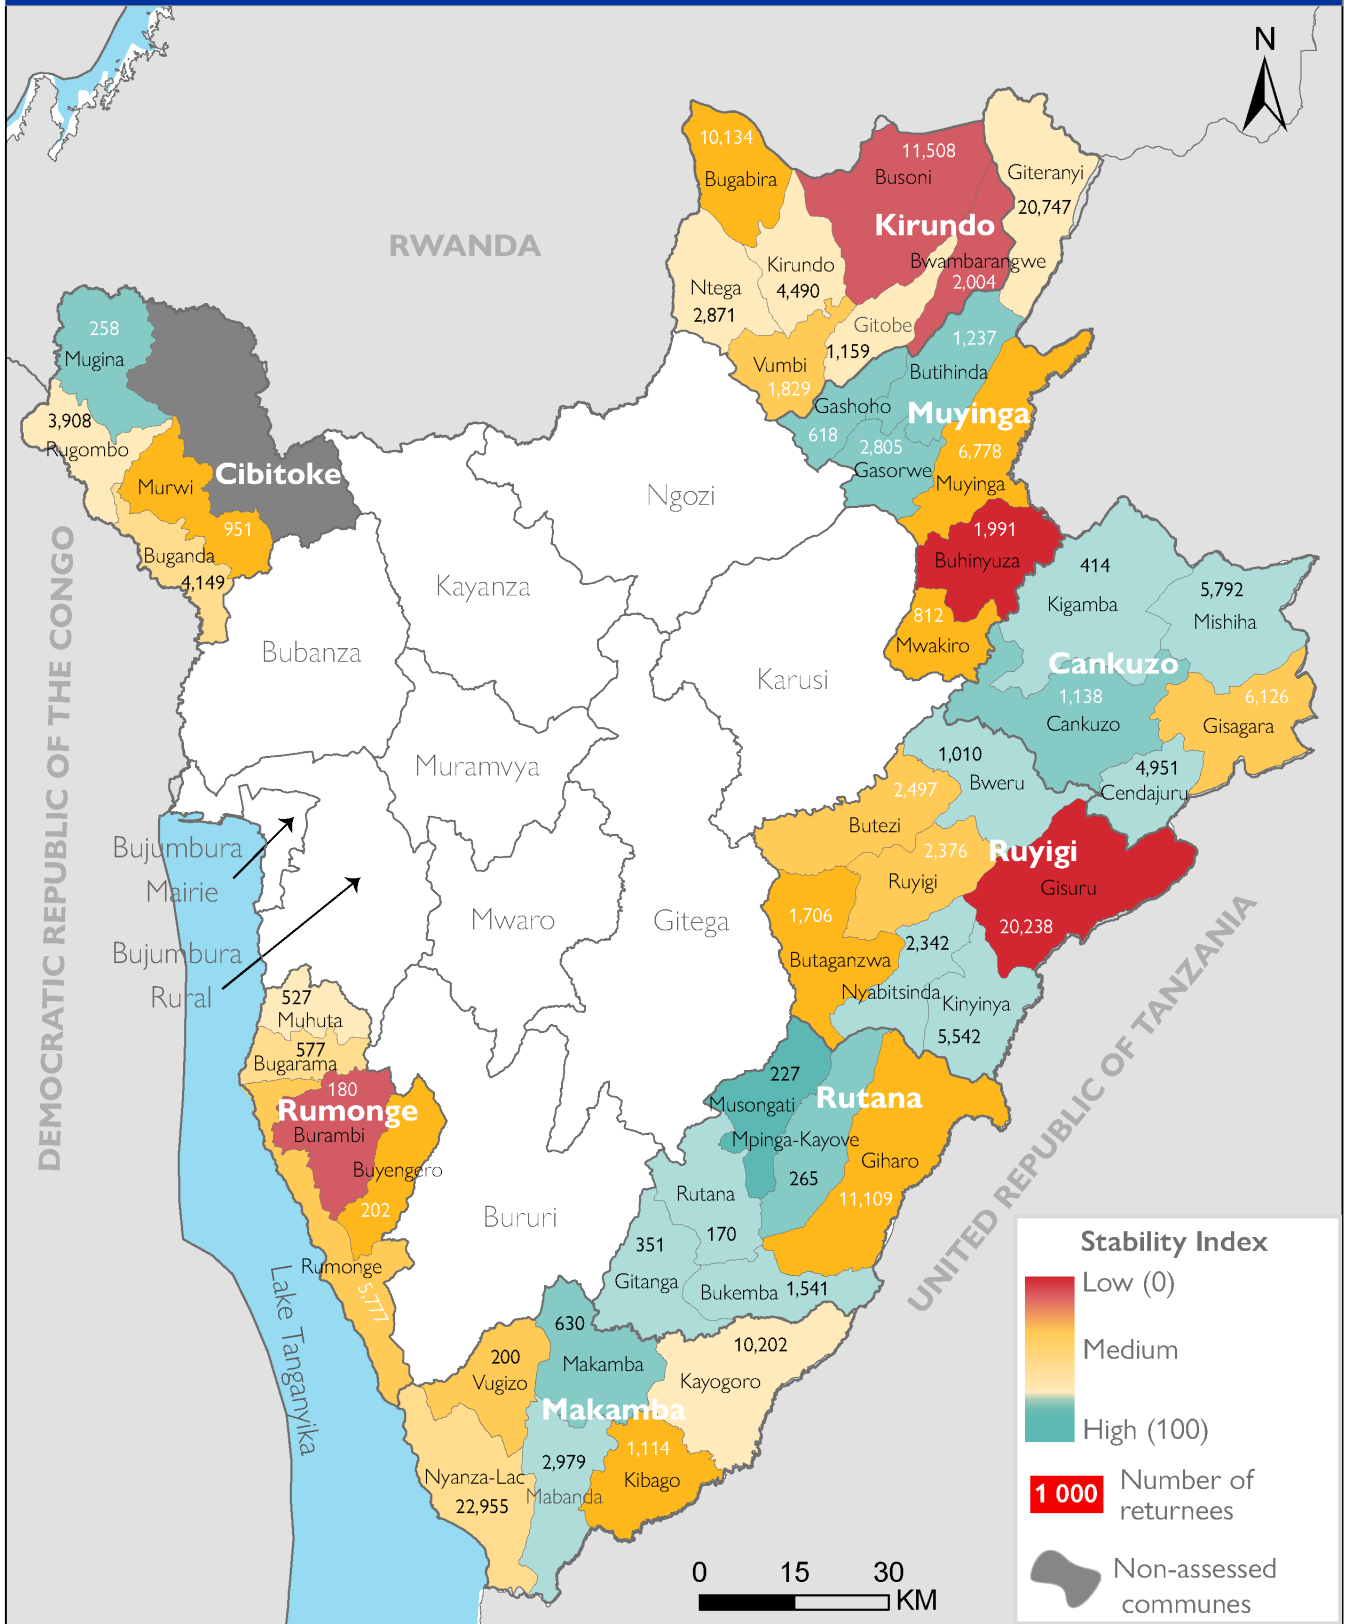 N
10,134
Bugabira
11,508
Busoni
Giteranyi
20,747
Kirundo
RWANDA
Kirundo
4,490
Bwambarangwe
2,004
Ntega
2,871
Gitobe
1,159
Vumbi
1,829
1,237
Butihinda
258
Mugina
3,908
Rugombo
Murwi
951
Buganda
4,149
Cibitoke
Gashoho
618
Muyinga
2,805
Gasorwe
6,778
Muyinga
Ngozi
Kayanza
Bubanza
Karusi
1,991
Buhinyuza
812
Mwakiro
414
Kigamba
5,792
Mishiha
Cankuzo
1,138
Cankuzo
6,126
Gisagara
4,951
Cendajuru
DEMOCRATIC REPUBLIC OF THE CONGO
Muramvya
Bujumbura
Mairie
Bujumbura
Rural
Mwaro
Gitega
1,010
Bweru
2,497
Butezi
2,376
Ruyigi
Ruyigi
Gisuru
20,238
1,706
Butaganzwa
2,342
Nyabitsinda
Kinyinya
5,542
UNITED REPUBLIC OF TANZANIA
527
Muhuta
577
Bugarama
180
Rumonge
Burambi
Buyengero
202
Rumonge
5,777
Lake Tanganyika
Bururi
227
Musongati
Rutana
Mpinga-Kayove
265
Giharo
11,109
Rutana
170
351
Gitanga
Bukemba
1,541
630
Makamba
10,202
Kayogoro
200
Vugizo
Makamba
1,114
Kibago
2,979
Mabanda
Nyanza-Lac
22,955
Stability Index
Low (0)
Medium
High (100)
1 000
Number of
returnees
Non-assessed
communes
0 15 30
KM